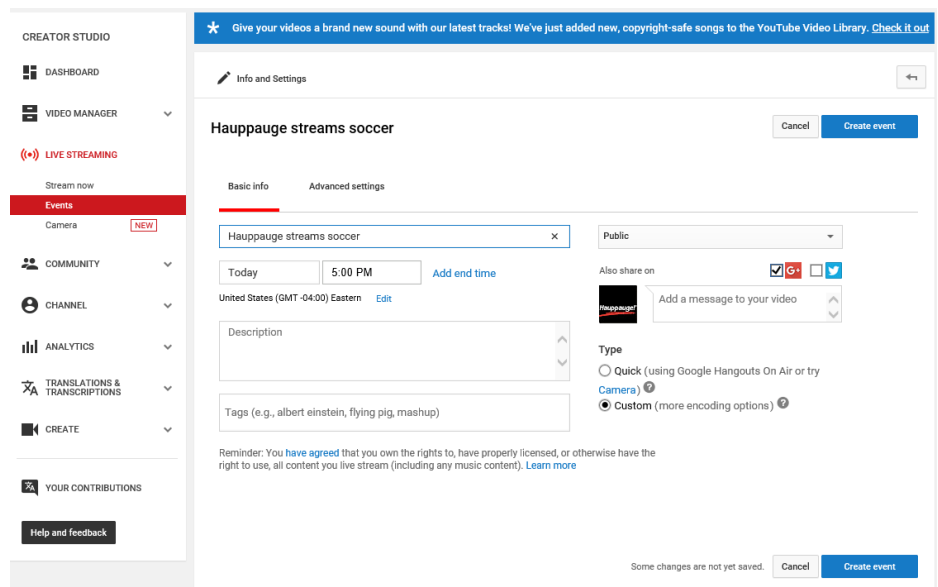 CREATOR STUDIO
DASHBOARD
VIDEO MANAGER
LIVE STREAMING
Stream now
Events
Camera NEW
COMMUNITY
CHANNEL
ANALYTICS
TRANSLATIONS &
TRANSCRIPTIONS
CREATE
YOUR CONTRIBUTIONS
Help and feedback
Give your videos a brand new sound with our latest tracks! We've just added new, copyright-safe songs to the YouTube Video Library. Check it out
Info and Settings
Hauppauge streams soccer
Cancel Create event
Basic info Advanced settings
Hauppauge streams soccer ×
Today 5:00 PM Add end time
United States (GMT -04:00) Eastern Edit
Description
Tags (e.g., albert einstein, flying pig, mashup)
Public
Also share on G+
Hauppauge!
Add a message to your video
Type
Quick (using Google Hangouts On Air or try
Camera) ?
Custom (more encoding options) ?
Reminder: You have agreed that you own the rights to, have properly licensed, or otherwise have the
right to use, all content you live stream (including any music content). Learn more
Some changes are not yet saved. Cancel Create event